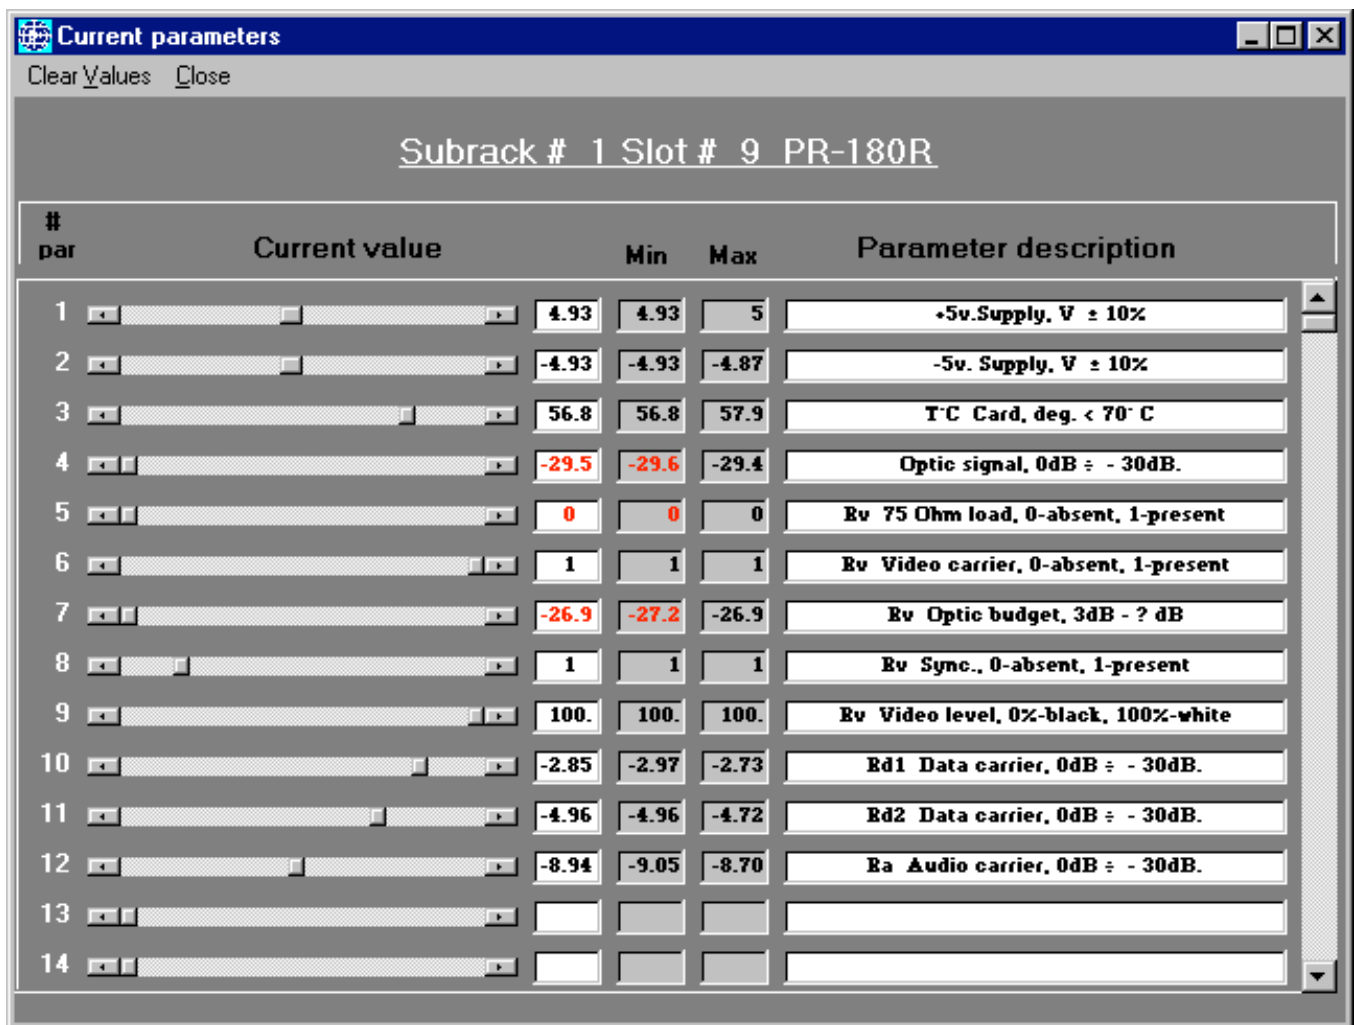 Current parameters
Clear Values Close
Subrack # 1 Slot # 9 PR-180R
# par Current value Min Max Parameter description
1 4.93 4.93 5 +5v.Supply, V ± 10%
2 -4.93 -4.93 -4.87 -5v. Supply, V ± 10%
3 56.8 56.8 57.9 T°C Card, deg. < 70° C
4 -29.5 -29.6 -29.4 Optic signal, 0dB ÷ - 30dB.
5 0 0 0 Rv 75 Ohm load, 0-absent, 1-present
6 1 1 1 Rv Video carrier, 0-absent, 1-present
7 -26.9 -27.2 -26.9 Rv Optic budget, 3dB - ? dB
8 1 1 1 Rv Sync., 0-absent, 1-present
9 100. 100. 100. Rv Video level, 0%-black, 100%-white
10 -2.85 -2.97 -2.73 Rd1 Data carrier, 0dB ÷ - 30dB.
11 -4.96 -4.96 -4.72 Rd2 Data carrier, 0dB ÷ - 30dB.
12 -8.94 -9.05 -8.70 Ra Audio carrier, 0dB ÷ - 30dB.
13
14